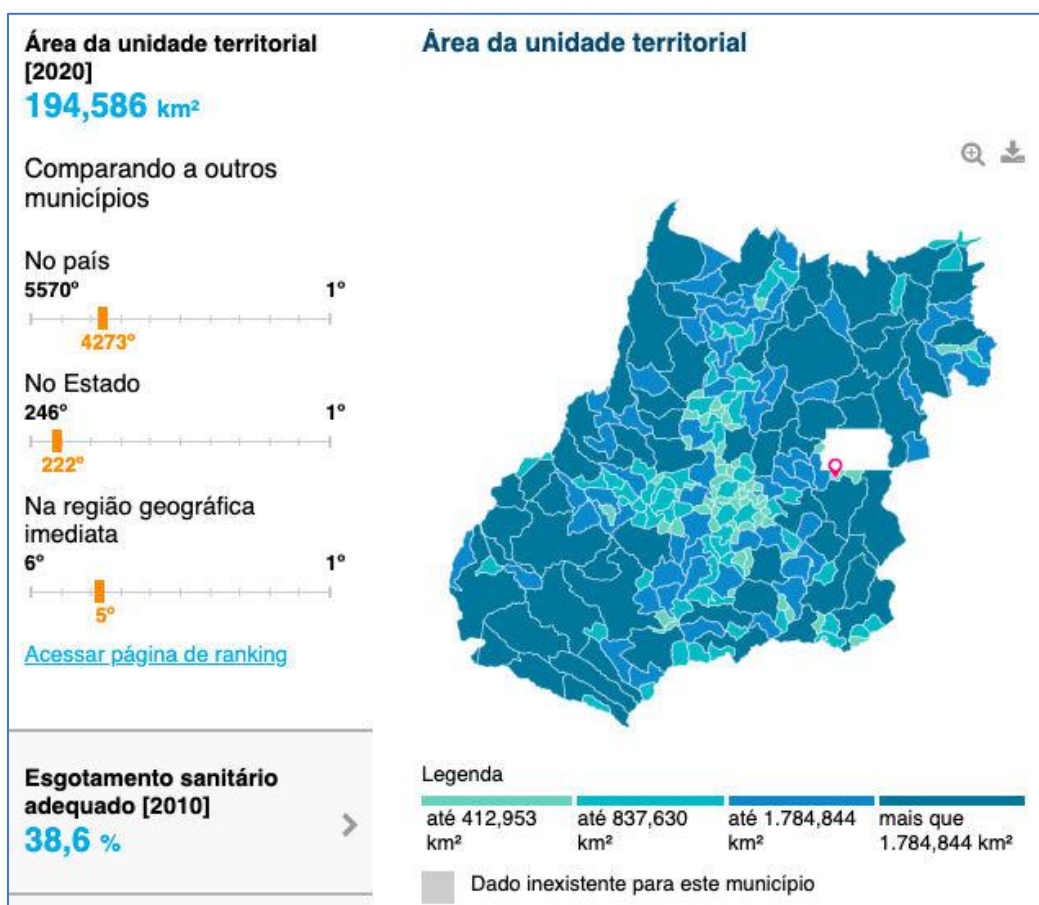 Área da unidade territorial
[2020]
194,586 km²
Comparando a outros
municípios
No país
5570º 1º
4273º
No Estado
246º 1º
222º
Na região geográfica
imediata
6º 1º
5º
Acessar página de ranking
Esgotamento sanitário
adequado [2010]
38,6 %
Área da unidade territorial
Legenda
até 412,953
km²
até 837,630
km²
até 1.784,844
km²
mais que
1.784,844 km²
Dado inexistente para este município